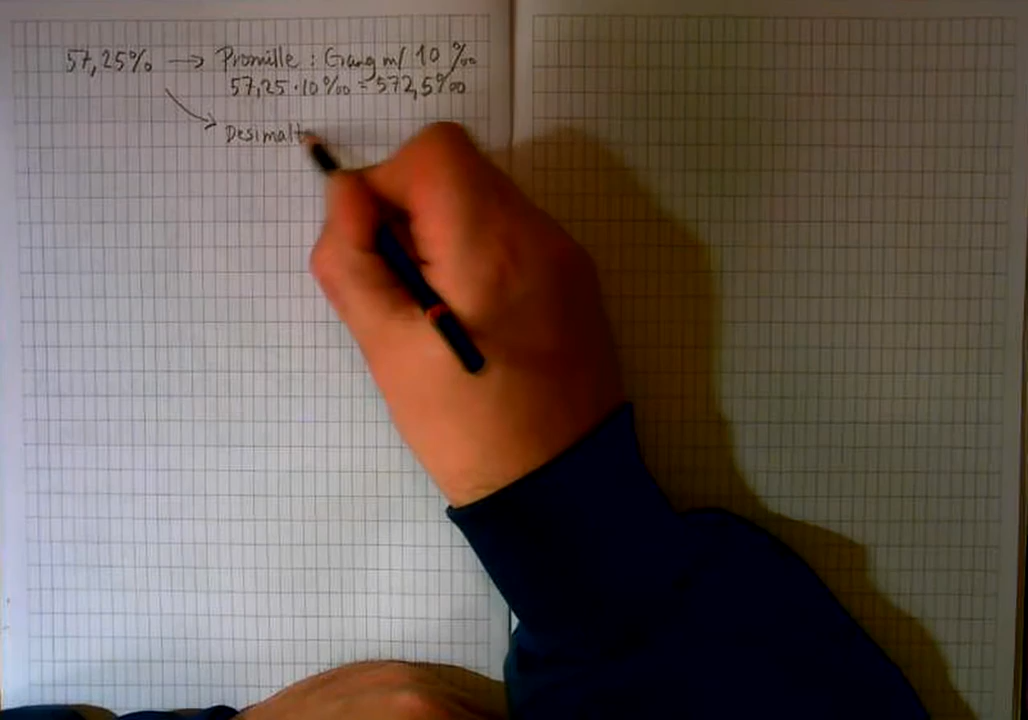 57,25% → Promille : Gang m/ 10 ‰
57,25 · 10 ‰ = 572,5‰
Desimalt